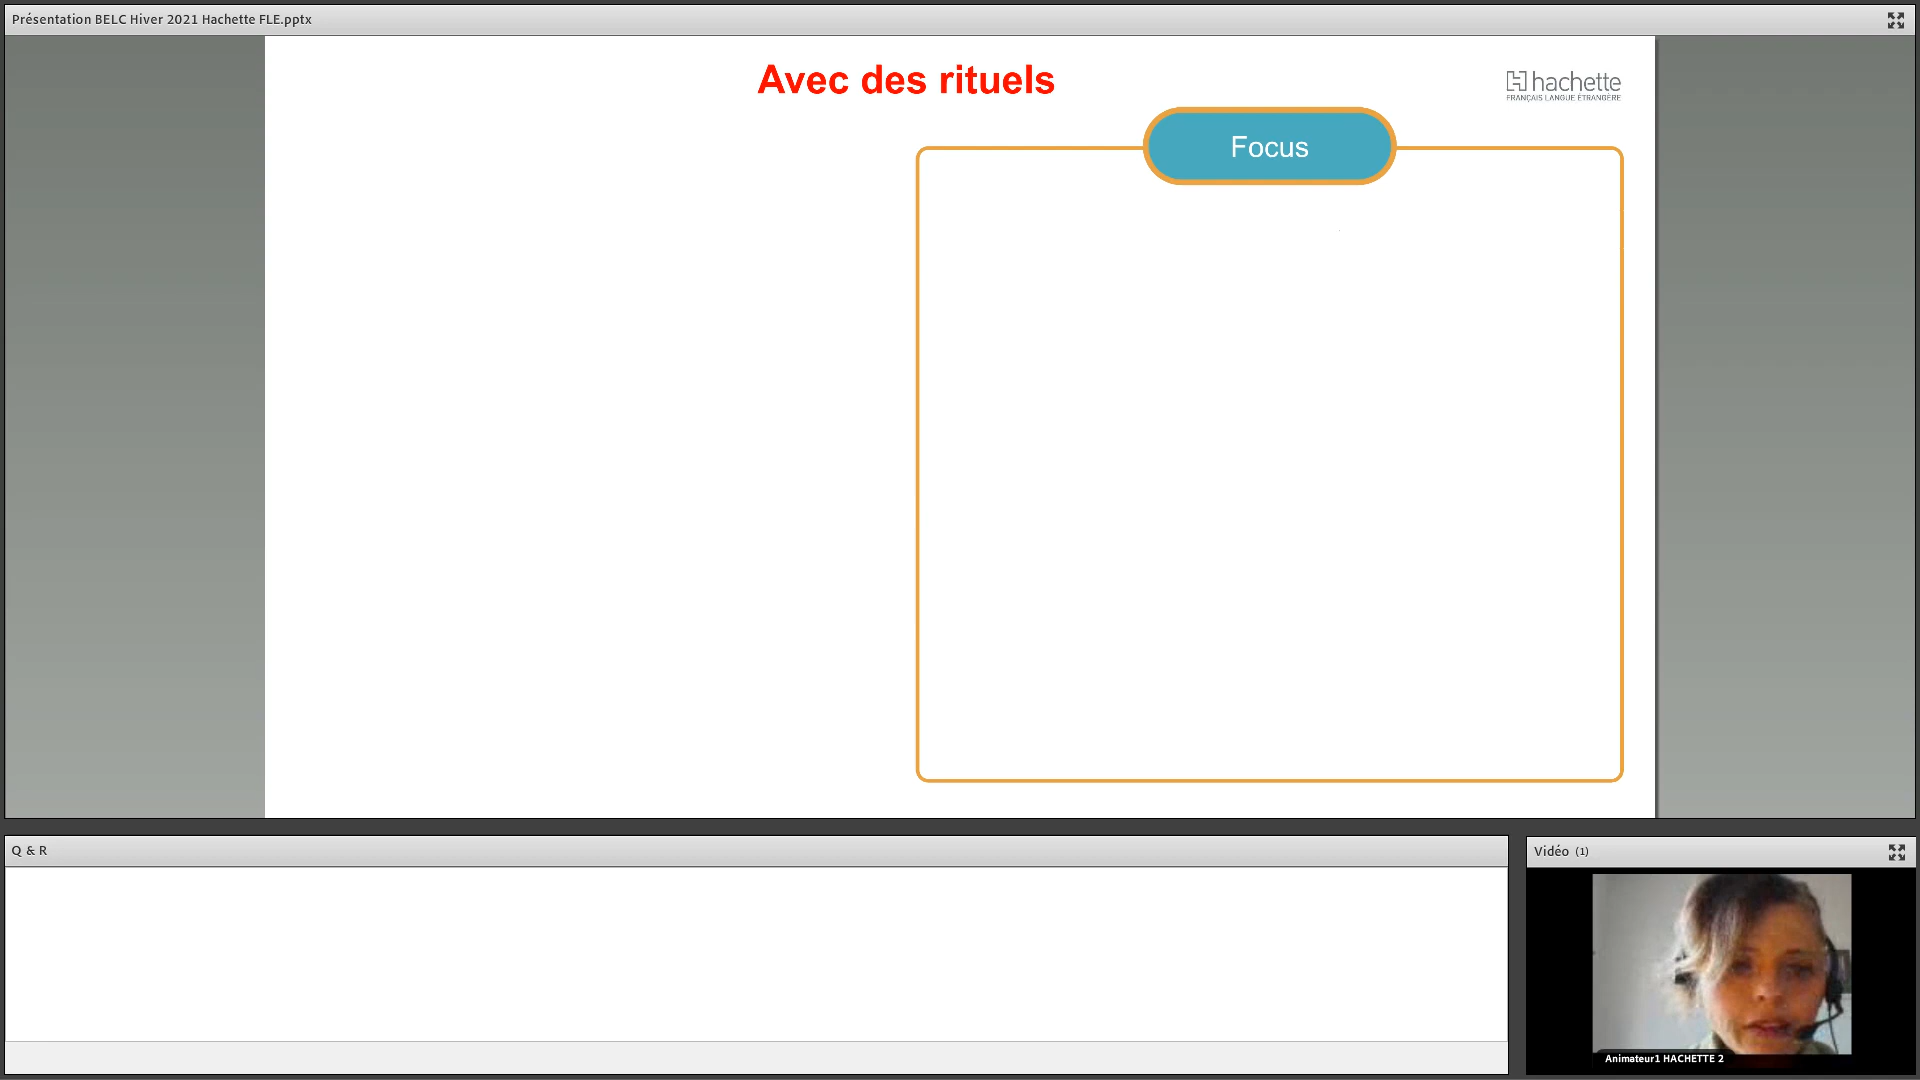 Présentation BELC Hiver 2021 Hachette FLE.pptx
Avec des rituels
hachette
FRANÇAIS LANGUE ÉTRANGÈRE
Focus
Q & R
Vidéo (1)
Animateur1 HACHETTE 2